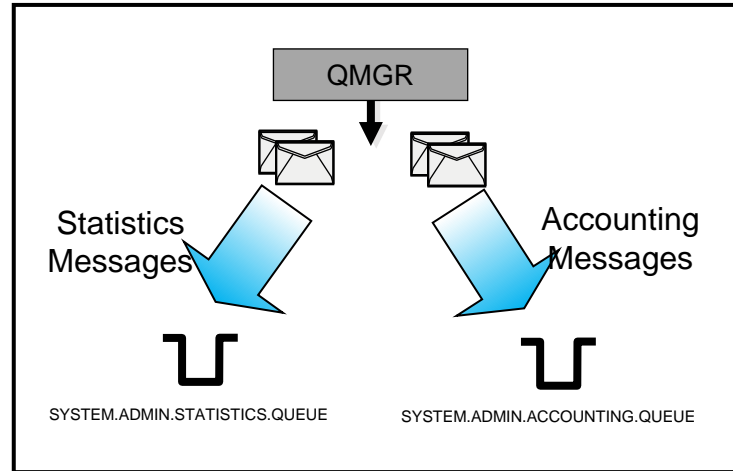 QMGR
Statistics
Messages
Accounting
Messages
SYSTEM.ADMIN.STATISTICS.QUEUE
SYSTEM.ADMIN.ACCOUNTING.QUEUE